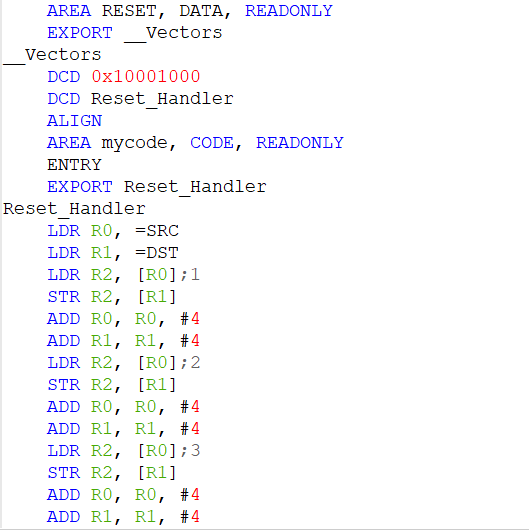 AREA RESET, DATA, READONLY
EXPORT __Vectors
__Vectors
DCD 0x10001000
DCD Reset_Handler
ALIGN
AREA mycode, CODE, READONLY
ENTRY
EXPORT Reset_Handler
Reset_Handler
LDR R0, =SRC
LDR R1, =DST
LDR R2, [R0];1
STR R2, [R1]
ADD R0, R0, #4
ADD R1, R1, #4
LDR R2, [R0];2
STR R2, [R1]
ADD R0, R0, #4
ADD R1, R1, #4
LDR R2, [R0];3
STR R2, [R1]
ADD R0, R0, #4
ADD R1, R1, #4